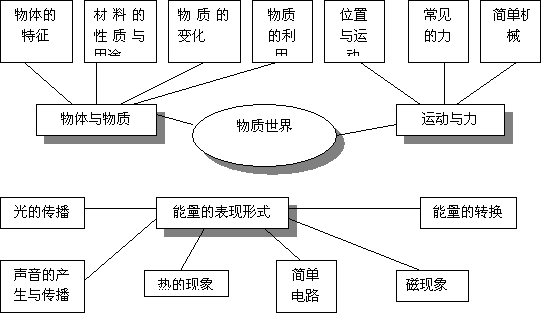 物体的
特征
材料的
性质与
用途
物质的
变化
物质
的利
用
位置
与运
动
常见
的力
简单机
械
物体与物质
物质世界
运动与力
光的传播
能量的表现形式
能量的转换
声音的产
生与传播
热的现象
简单
电路
磁现象